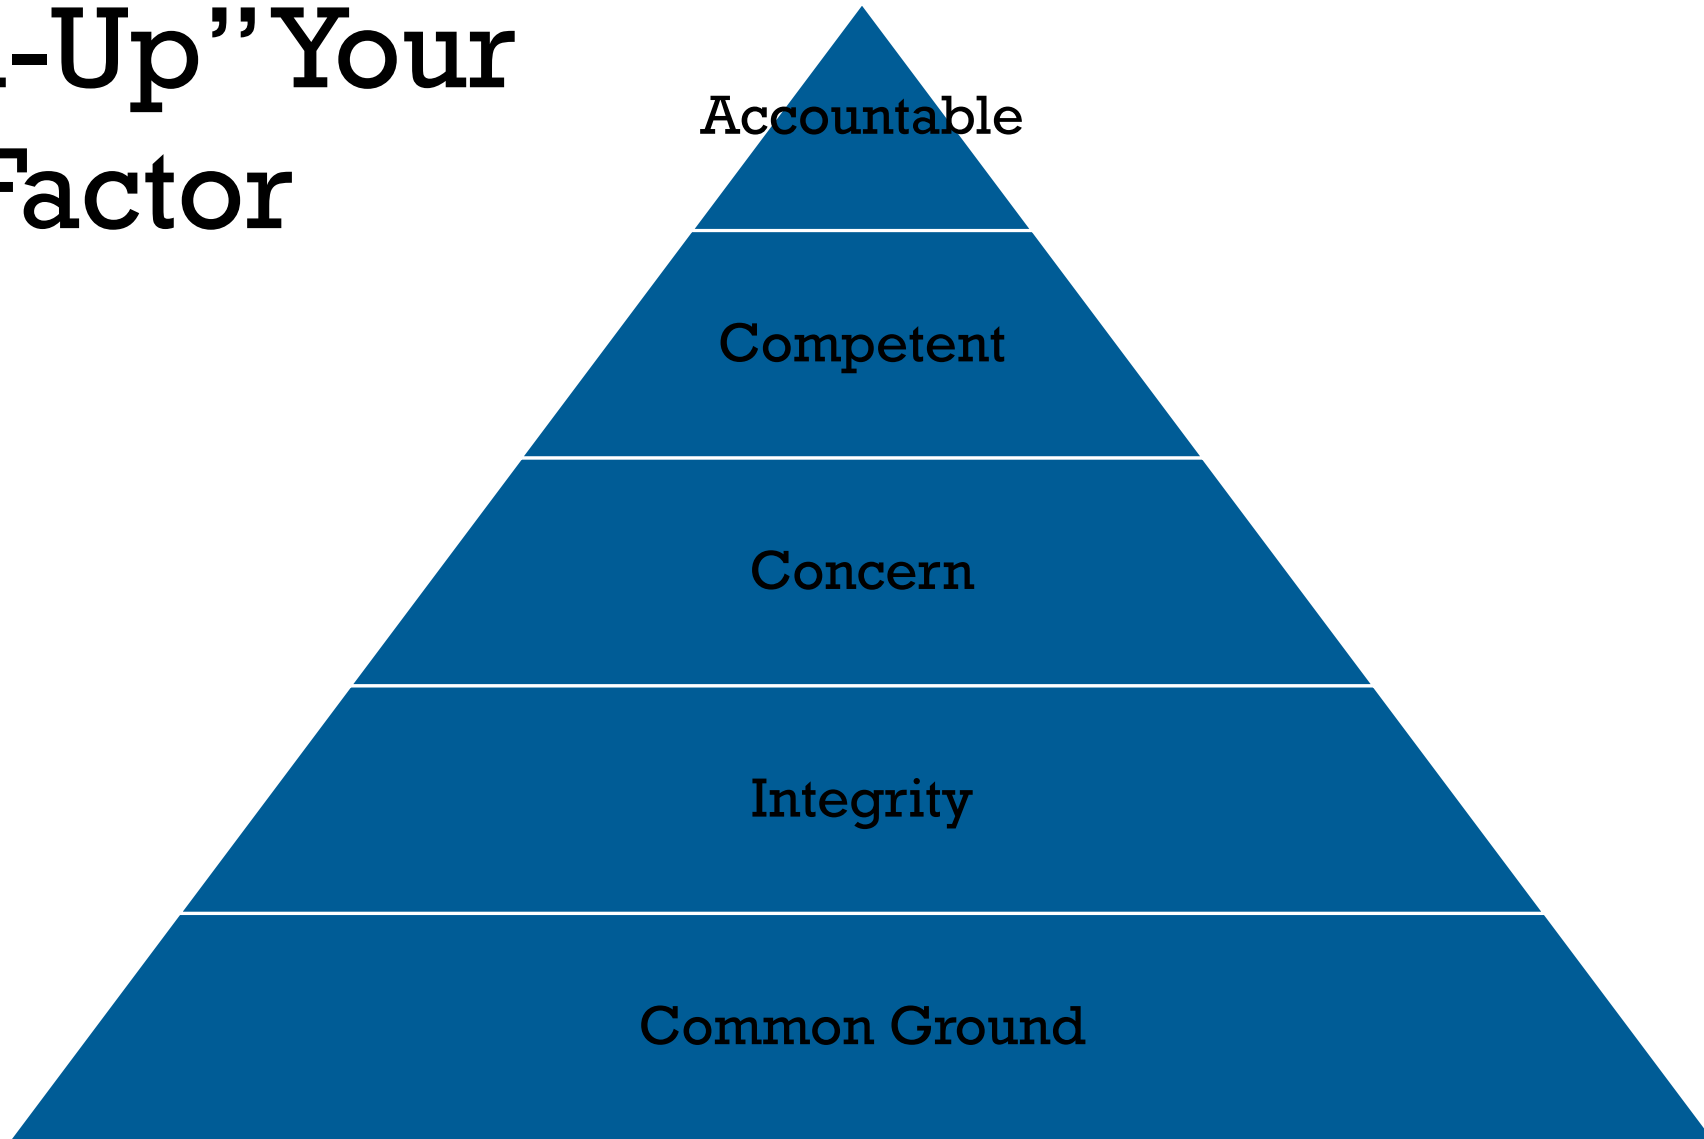 -Up” Your
Factor
Accountable
Competent
Concern
Integrity
Common Ground